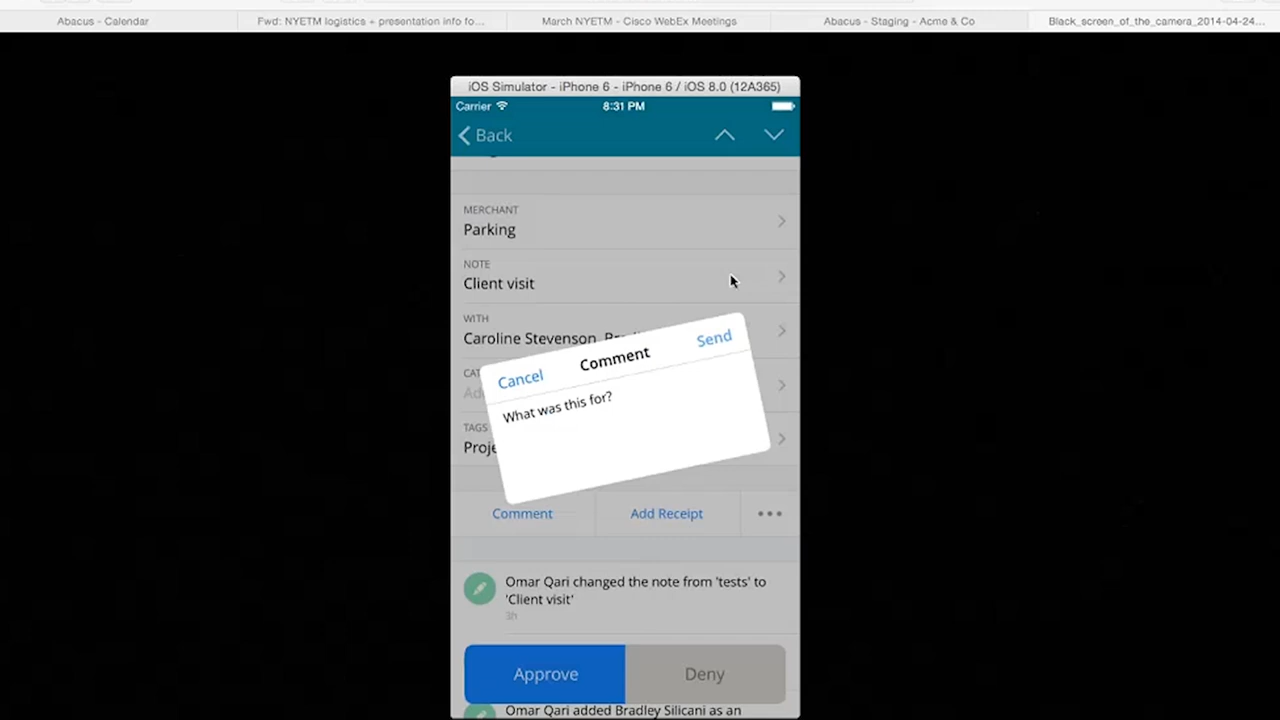 Abacus - Calendar
Fwd: NYETM logistics + presentation info fo...
March NYETM - Cisco WebEx Meetings
Abacus - Staging - Acme & Co
Black_screen_of_the_camera_2014-04-24...
iOS Simulator - iPhone 6 - iPhone 6 / iOS 8.0 (12A365)
Carrier
8:31 PM
Back
MERCHANT
Parking
NOTE
Client visit
WITH
Caroline Stevenson,
Cancel
Comment
Send
What was this for?
TAGS
Comment
Add Receipt
Omar Qari changed the note from 'tests' to
'Client visit'
3h
Approve
Deny
Omar Qari added Bradley Silicani as an